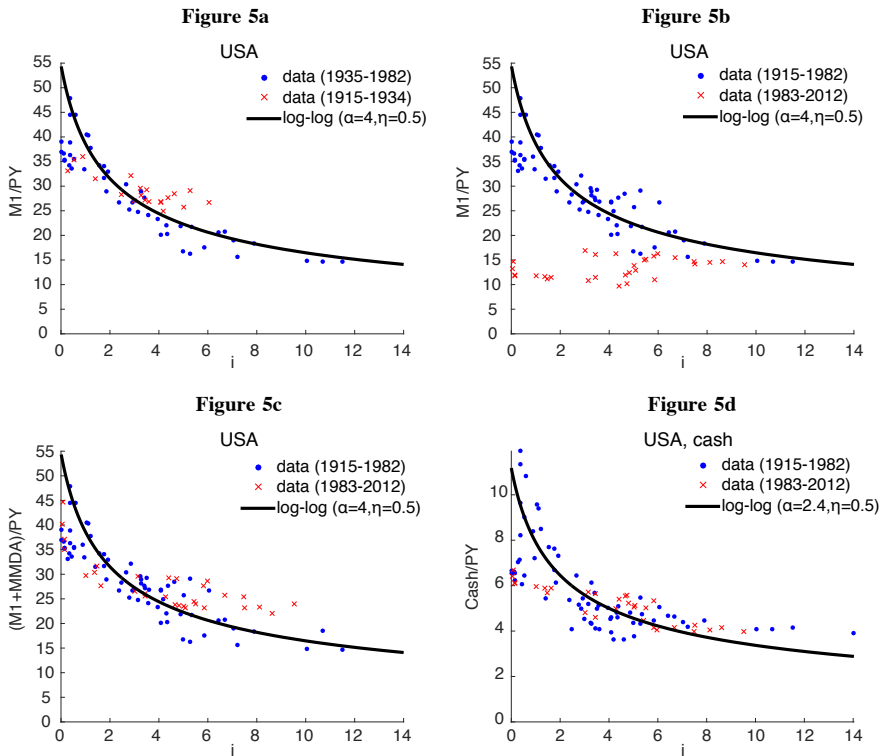 Figure 5a
USA
55
50
45
40
35
30
25
20
15
10
5
0
M1/PY
data (1935-1982)
data (1915-1934)
log-log (α=4,η=0.5)
0 2 4 6 8 10 12 14
i
Figure 5b
USA
55
50
45
40
35
30
25
20
15
10
5
0
M1/PY
data (1915-1982)
data (1983-2012)
log-log (α=4,η=0.5)
0 2 4 6 8 10 12 14
i
Figure 5c
USA
55
50
45
40
35
30
25
20
15
10
5
0
(M1+MMDA)/PY
data (1915-1982)
data (1983-2012)
log-log (α=4,η=0.5)
0 2 4 6 8 10 12 14
i
Figure 5d
USA, cash
10
8
6
4
2
0
Cash/PY
data (1915-1982)
data (1983-2012)
log-log (α=2.4,η=0.5)
0 2 4 6 8 10 12 14
i